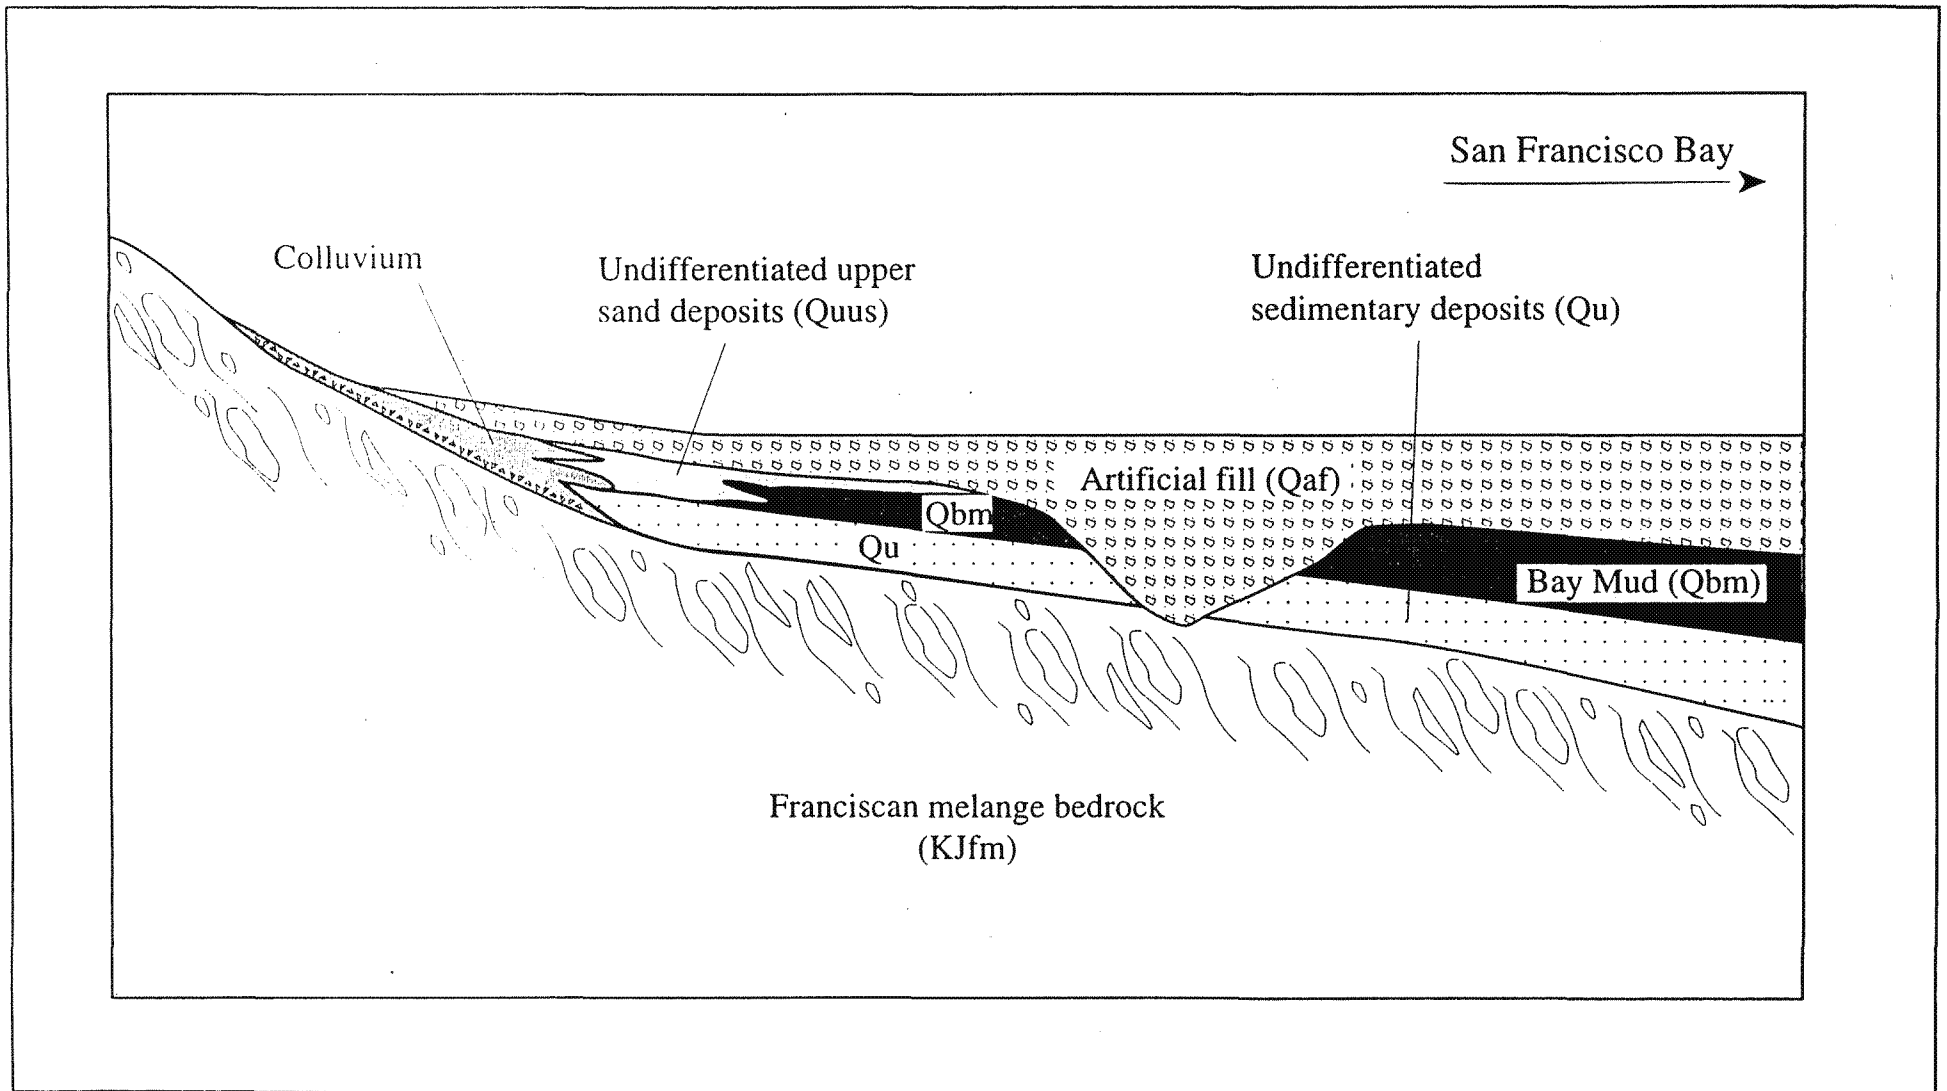 San Francisco Bay
Colluvium
Undifferentiated upper
sand deposits (Quus)
Undifferentiated
sedimentary deposits (Qu)
Artificial fill (Qaf)
Qbm
Qu
Bay Mud (Qbm)
Franciscan melange bedrock
(KJfm)